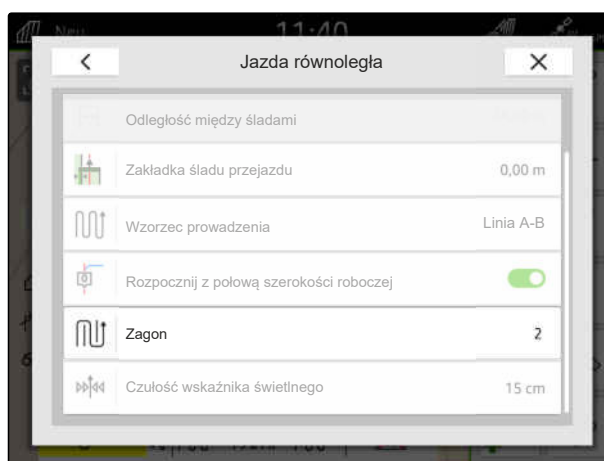 Neu
11:40
Jazda równoległa
Odległość między śladami
Zakładka śladu przejazdu 0,00 m
Wzorzec prowadzenia Linia A-B
Rozpocznij z połową szerokości roboczej
Zagon 2
Czułość wskaźnika świetlnego 15 cm